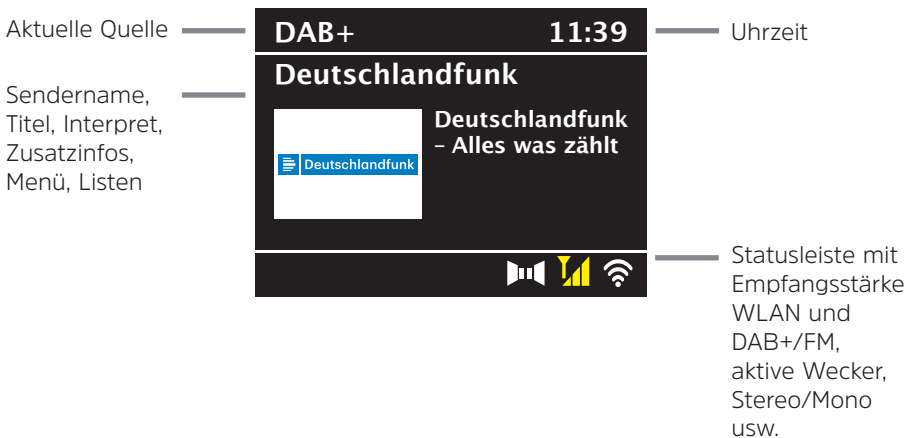 Aktuelle Quelle
DAB+
11:39
Uhrzeit
Sendername,
Titel, Interpret,
Zusatzinfos,
Menü, Listen
Deutschlandfunk
Deutschlandfunk
Deutschlandfunk
– Alles was zählt
Statusleiste mit
Empfangsstärke
WLAN und
DAB+/FM,
aktive Wecker,
Stereo/Mono
usw.